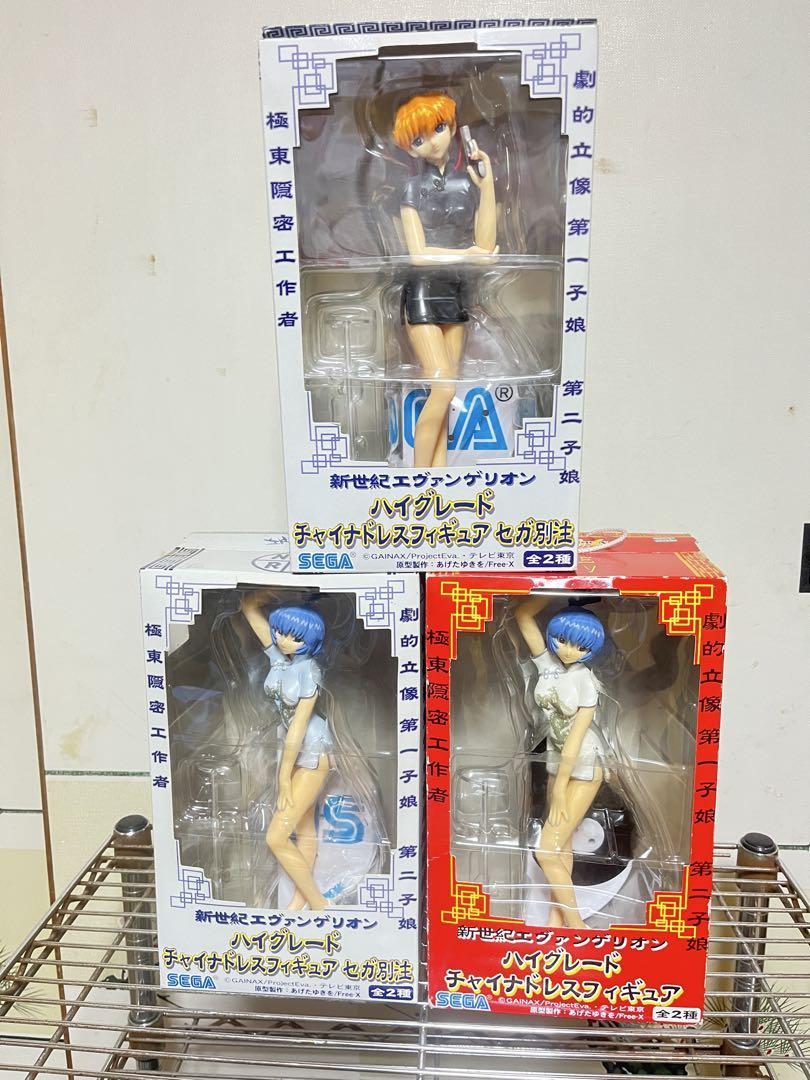 極東隠密工作者
劇的立像 第一子娘 第二子娘
SEGA®
新世紀エヴァンゲリオン
ハイグレード
チャイナドレスフィギュア セガ別注
SEGA® ©GAINAX/ProjectEva.・テレビ東京
原型製作：あげたゆきを/Free-X
全2種
極東隠密工作者
劇的立像 第一子娘 第二子娘
新世紀エヴァンゲリオン
ハイグレード
チャイナドレスフィギュア セガ別注
SEGA ©GAINAX/ProjectEva.・テレビ東京
原型製作：あげたゆきを/Free-X
全2種
極東隠密工作者
劇的立像 第一子娘 第二子娘
新世紀エヴァンゲリオン
ハイグレード
チャイナドレスフィギュア
SEGA ©GAINAX/ProjectEva.・テレビ東京
原型製作：あげたゆきを/Free-X
全2種